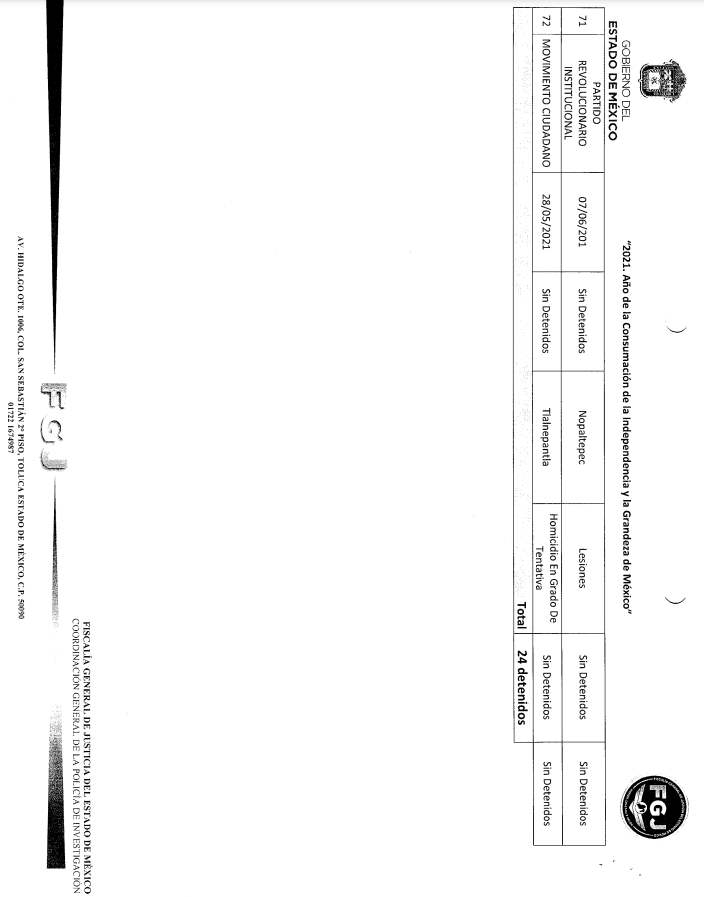 GOBIERNO DEL
ESTADO DE MÉXICO
"2021. Año de la Consumación de la Independencia y la Grandeza de México"
FGJ
71 PARTIDO REVOLUCIONARIO INSTITUCIONAL 07/06/201 Sin Detenidos Nopaltepec Lesiones Sin Detenidos Sin Detenidos
72 MOVIMIENTO CIUDADANO 28/05/2021 Sin Detenidos Tlalnepantla Homicidio En Grado De Tentativa Sin Detenidos Sin Detenidos
Total 24 detenidos
FISCALÍA GENERAL DE JUSTICIA DEL ESTADO DE MÉXICO
COORDINACIÓN GENERAL DE LA POLICÍA DE INVESTIGACIÓN
FGJ
AV. HIDALGO OTE. 1006, COL. SAN SEBASTIÁN 2° PISO, TOLUCA ESTADO DE MÉXICO, C.P. 50090
01722 1674987